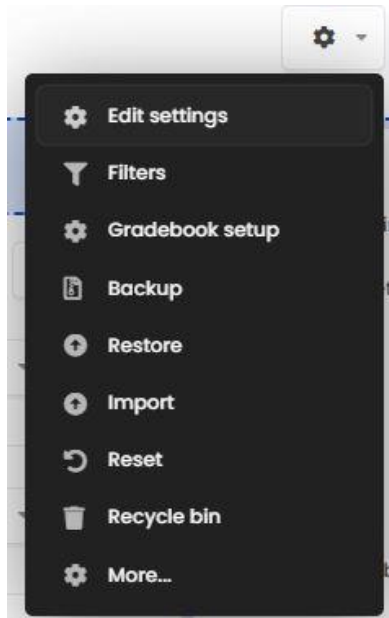 Edit settings
Filters
Gradebook setup
Backup
Restore
Import
Reset
Recycle bin
More...